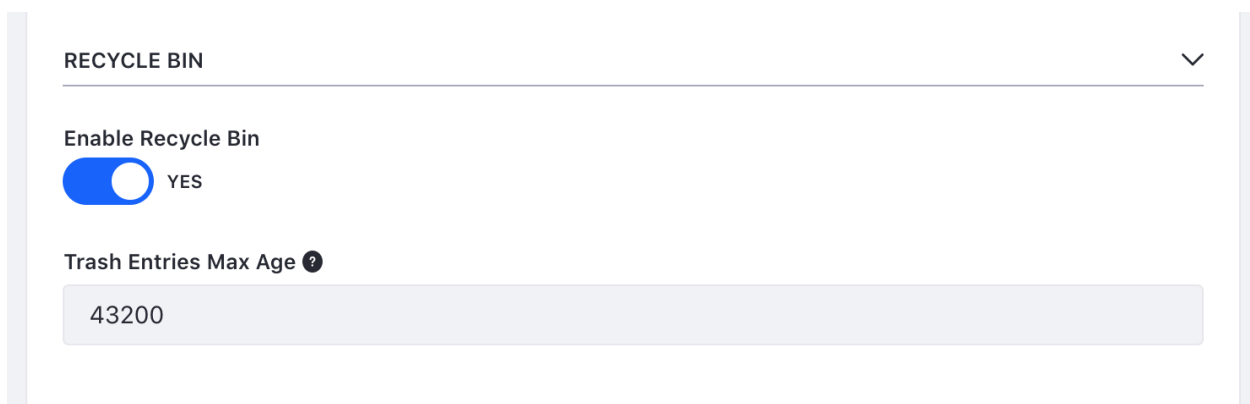 RECYCLE BIN
Enable Recycle Bin
YES
Trash Entries Max Age ?
43200